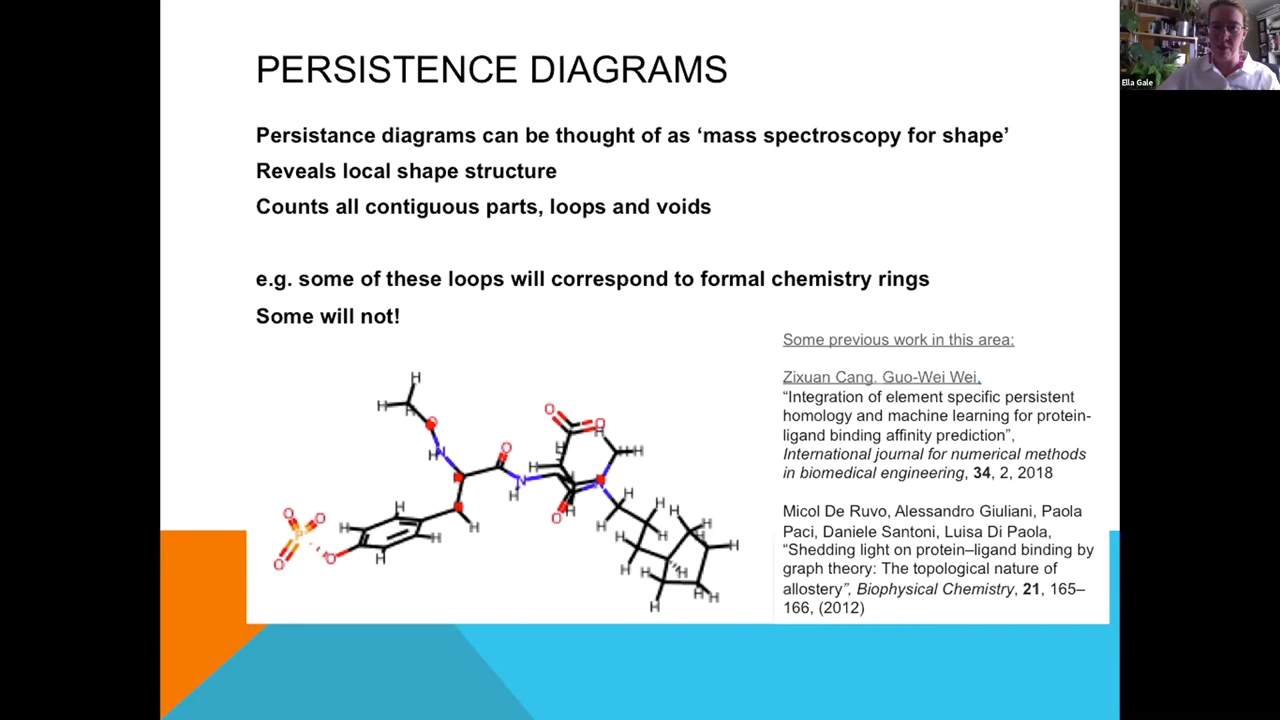 PERSISTENCE DIAGRAMS
Persistance diagrams can be thought of as ‘mass spectroscopy for shape’
Reveals local shape structure
Counts all contiguous parts, loops and voids
e.g. some of these loops will correspond to formal chemistry rings
Some will not!
Some previous work in this area:
Zixuan Cang, Guo-Wei Wei,
“Integration of element specific persistent
homology and machine learning for protein-
ligand binding affinity prediction”,
International journal for numerical methods
in biomedical engineering, 34, 2, 2018
Micol De Ruvo, Alessandro Giuliani, Paola
Paci, Daniele Santoni, Luisa Di Paola,
“Shedding light on protein–ligand binding by
graph theory: The topological nature of
allostery”, Biophysical Chemistry, 21, 165–
166, (2012)
Ella Gale